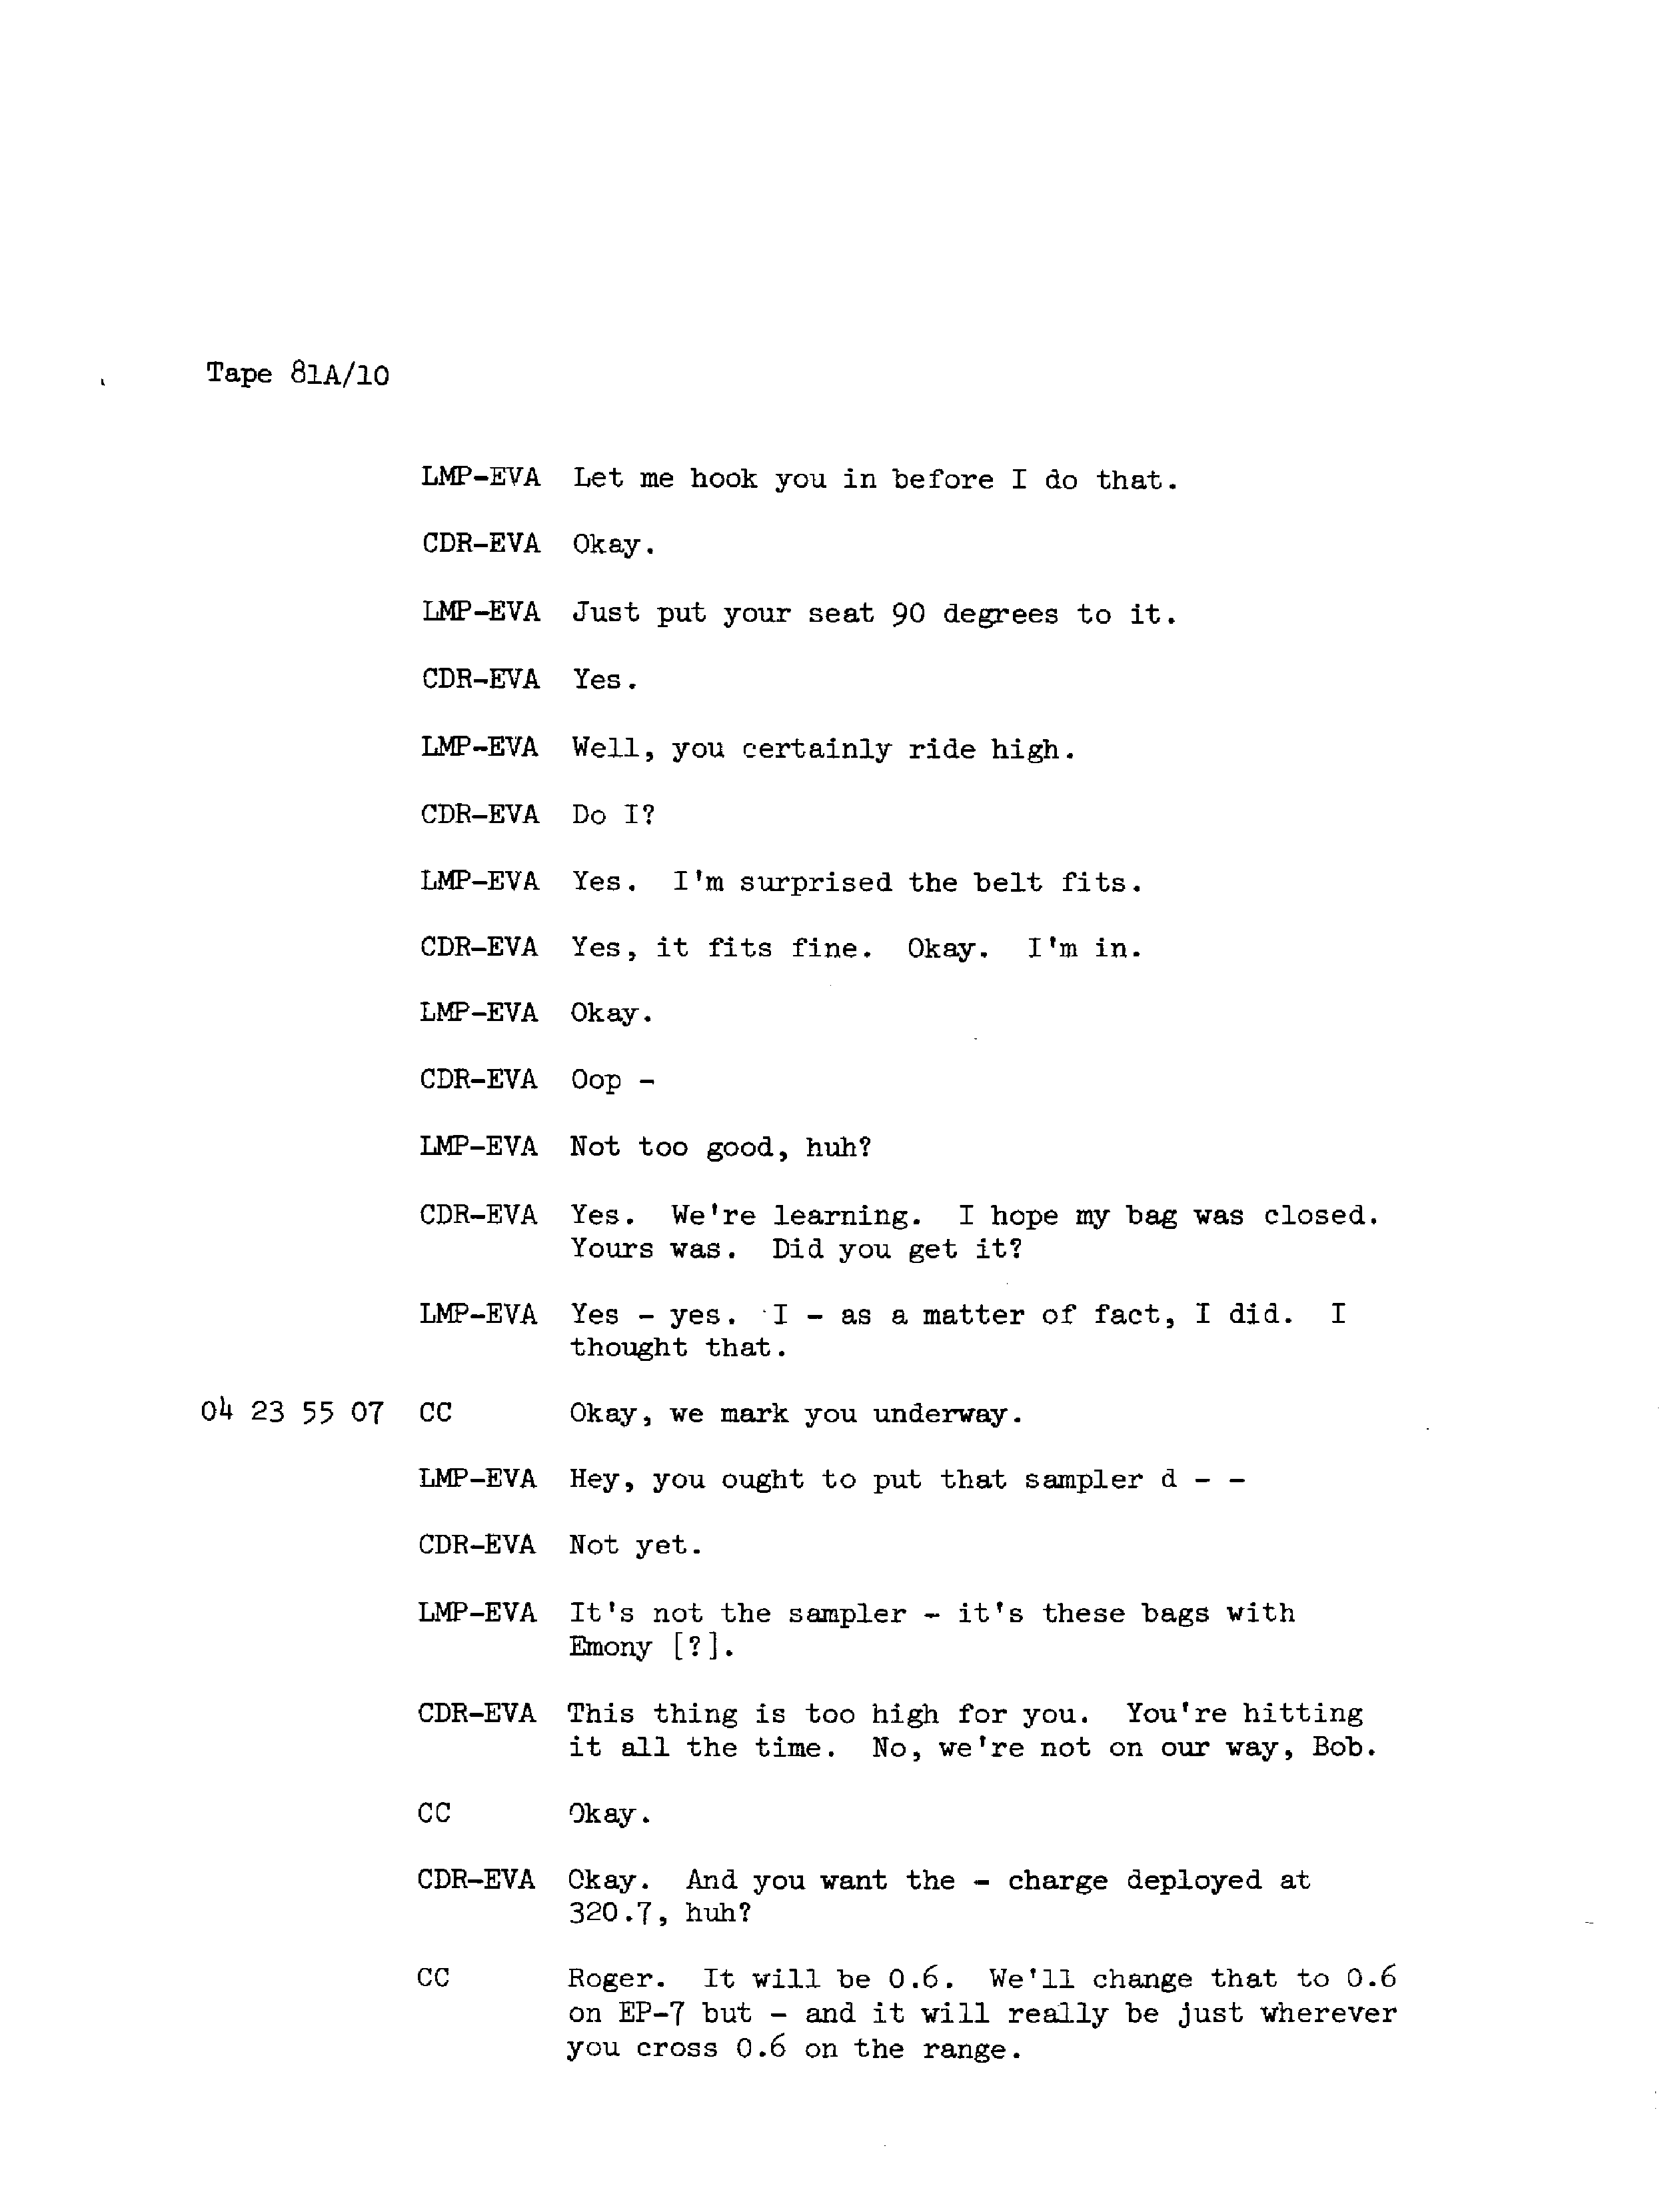 Tape 81A/10
LMP-EVA Let me hook you in before I do that.
CDR-EVA Okay.
LMP-EVA Just put your seat 90 degrees to it.
CDR-EVA Yes.
LMP-EVA Well, you certainly ride high.
CDR-EVA Do I?
LMP-EVA Yes. I'm surprised the belt fits.
CDR-EVA Yes, it fits fine. Okay. I'm in.
LMP-EVA Okay.
CDR-EVA Oop -
LMP-EVA Not too good, huh?
CDR-EVA Yes. We're learning. I hope my bag was closed.
Yours was. Did you get it?
LMP-EVA Yes - yes. I - as a matter of fact, I did. I
thought that.
04 23 55 07 CC Okay, we mark you underway.
LMP-EVA Hey, you ought to put that sampler d - -
CDR-EVA Not yet.
LMP-EVA It's not the sampler - it's these bags with
Emony [?].
CDR-EVA This thing is too high for you. You're hitting
it all the time. No, we're not on our way, Bob.
CC Okay.
CDR-EVA Okay. And you want the - charge deployed at
320.7, huh?
CC Roger. It will be 0.6. We'll change that to 0.6
on EP-7 but - and it will really be just wherever
you cross 0.6 on the range.